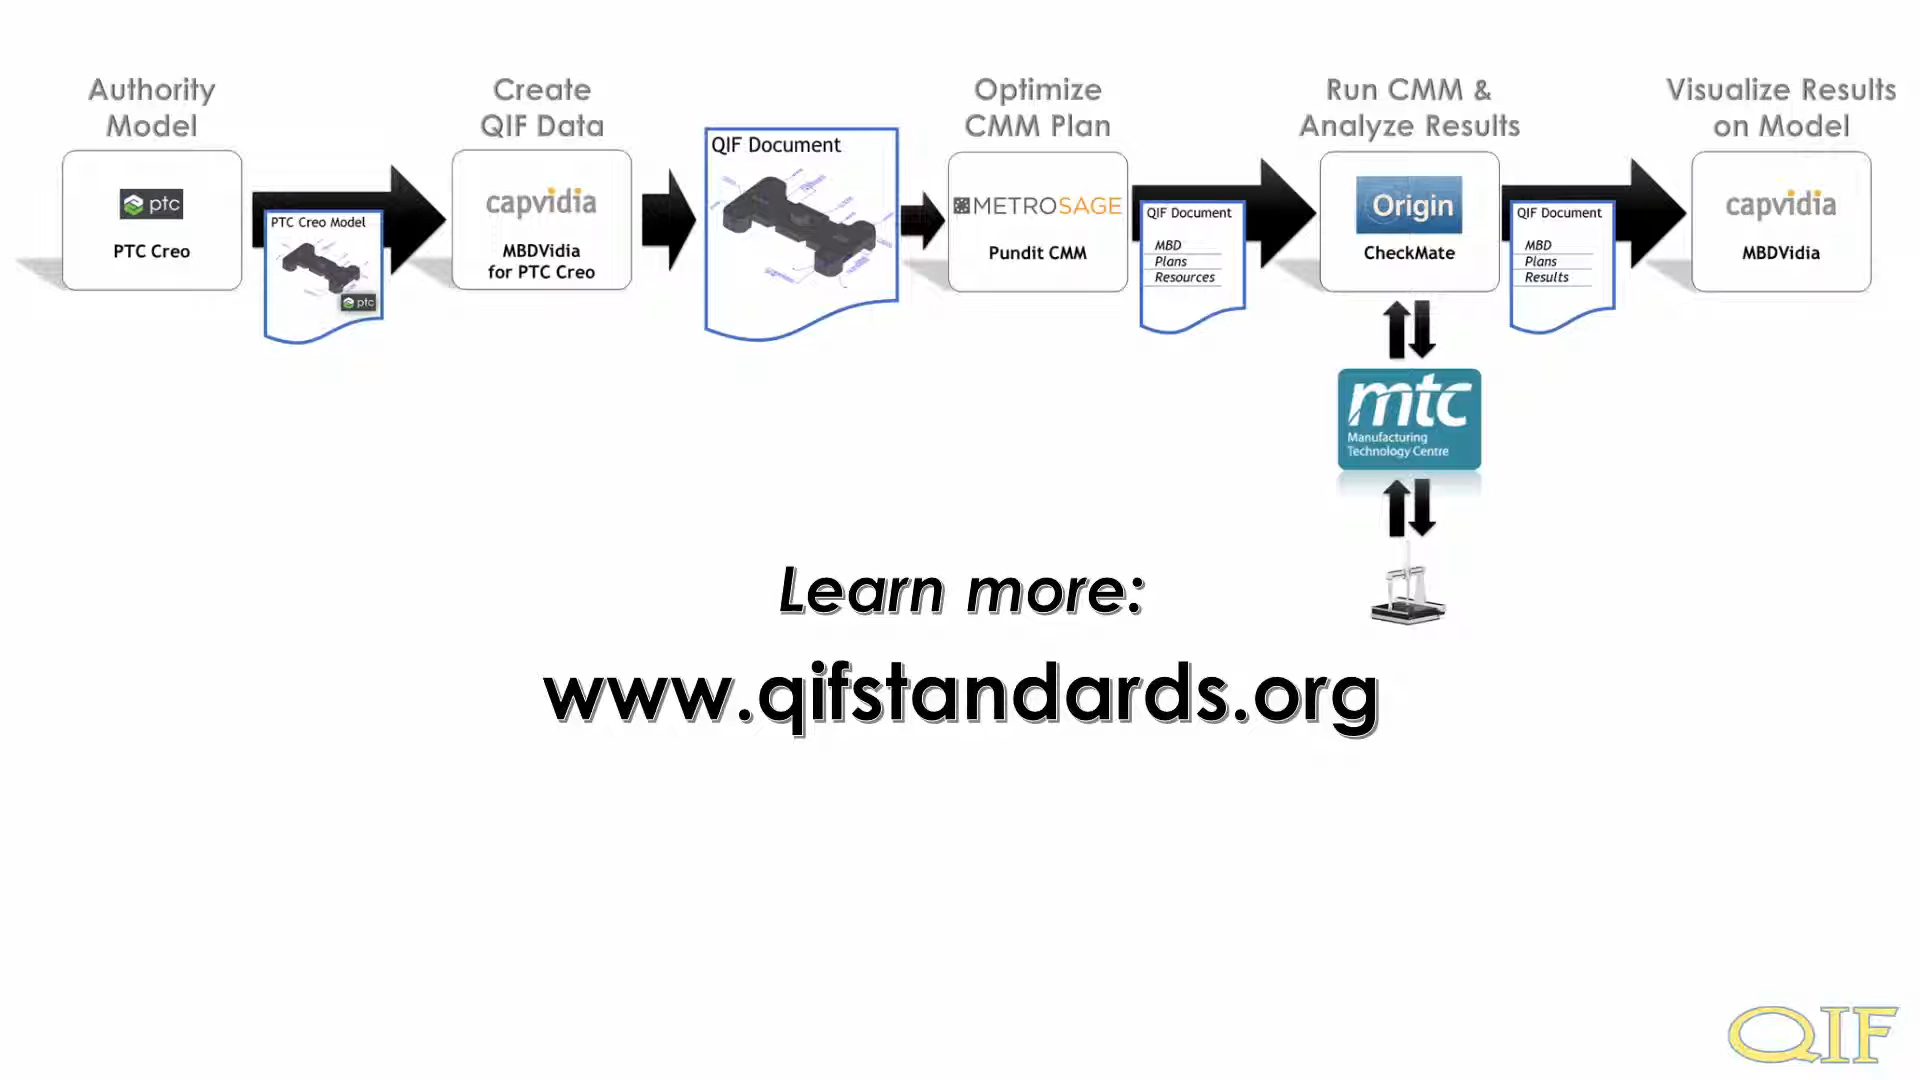 Authority
Model
Create
QIF Data
Optimize
CMM Plan
Run CMM &
Analyze Results
Visualize Results
on Model
ptc
PTC Creo
PTC Creo Model
ptc
capvidia
MBDVidia
for PTC Creo
QIF Document
METROSAGE
Pundit CMM
QIF Document
MBD
Plans
Resources
Origin
CheckMate
QIF Document
MBD
Plans
Results
capvidia
MBDVidia
mtc
Manufacturing
Technology Centre
Learn more:
www.qifstandards.org
QIF